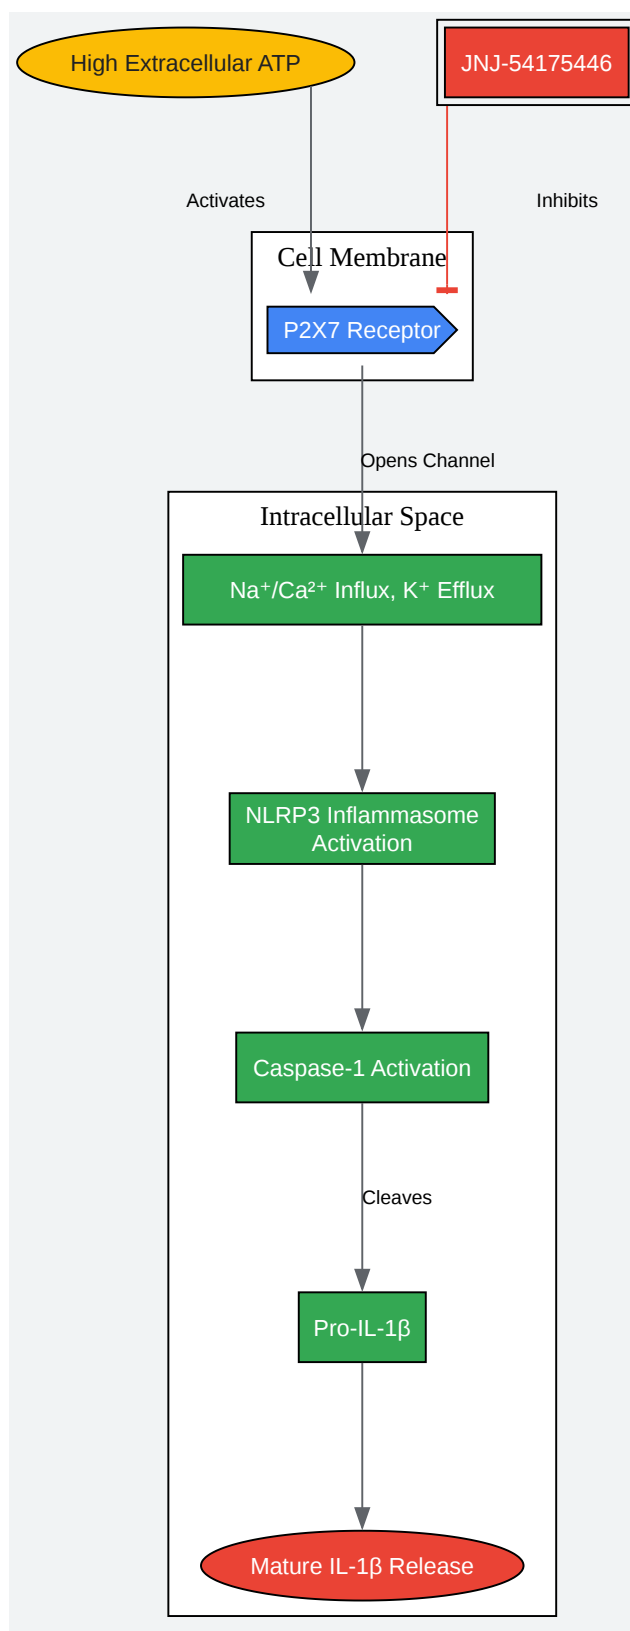 High Extracellular ATP
JNJ-54175446
Activates
Inhibits
Cell Membrane
P2X7 Receptor
Opens Channel
Intracellular Space
Na⁺/Ca²⁺ Influx, K⁺ Efflux
NLRP3 Inflammasome
Activation
Caspase-1 Activation
Cleaves
Pro-IL-1β
Mature IL-1β Release